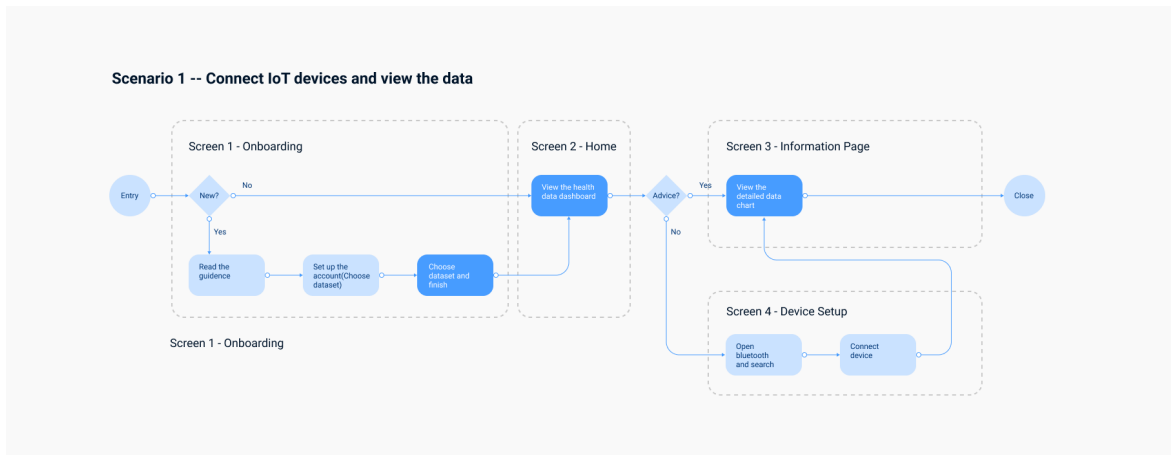 Scenario 1 -- Connect IoT devices and view the data
Screen 1 - Onboarding
Screen 2 - Home
Screen 3 - Information Page
Entry
New?
No
View the health
data dashboard
Advice?
Yes
View the
detailed data
chart
Close
Yes
No
Read the
guidence
Set up the
account(Choose
dataset)
Choose
dataset and
finish
Screen 4 - Device Setup
Screen 1 - Onboarding
Open
bluetooth
and search
Connect
device